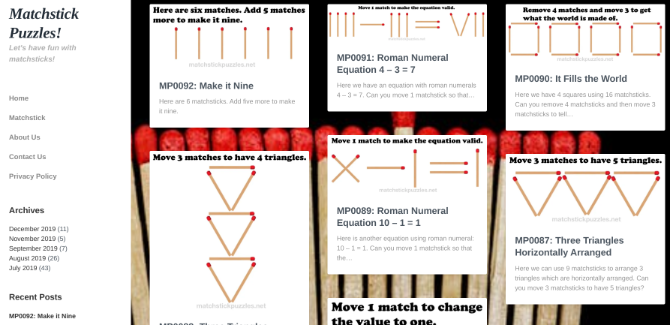 Matchstick
Puzzles!
Let's have fun with
matchsticks!
Home
Matchstick
About Us
Contact Us
Privacy Policy
Archives
December 2019 (11)
November 2019 (5)
September 2019 (7)
August 2019 (26)
July 2019 (43)
Recent Posts
MP0092: Make it Nine
Here are six matches. Add 5 matches
more to make it nine.
matchstickpuzzles.net
MP0092: Make it Nine
Here are 6 matchsticks. Add five more to make
it nine.
Move 3 matches to have 4 triangles.
matchstickpuzzles.net
Move 1 match to make the equation valid.
MP0091: Roman Numeral
Equation 4 – 3 = 7
Here we have an equation with roman numerals
4 – 3 = 7. Can you move 1 matchstick so that...
Move 1 match to make the equation valid.
matchstickpuzzles.net
MP0089: Roman Numeral
Equation 10 – 1 = 1
Here is another equation using roman numerat
10 – 1 = 1. Can you move 1 matchstick so that
the ...
Move 1 match to change
the value to one.
Remove 4 matches and move 3 to get
what the world is made of.
matchstickpuzzles.net
MP0090: It Fills the World
Here we have 4 squares using 16 matchsticks.
Can you remove 4 matchsticks and then move 3
matchsticks to tell...
Move 3 matches to have 5 triangles.
matchstickpuzzles.net
MP0087: Three Triangles
Horizontally Arranged
Here we can use 9 matchsticks to arrange 3
triangles which are horizontally arranged. Can
you move 3 matchsticks to have 5 triangles?